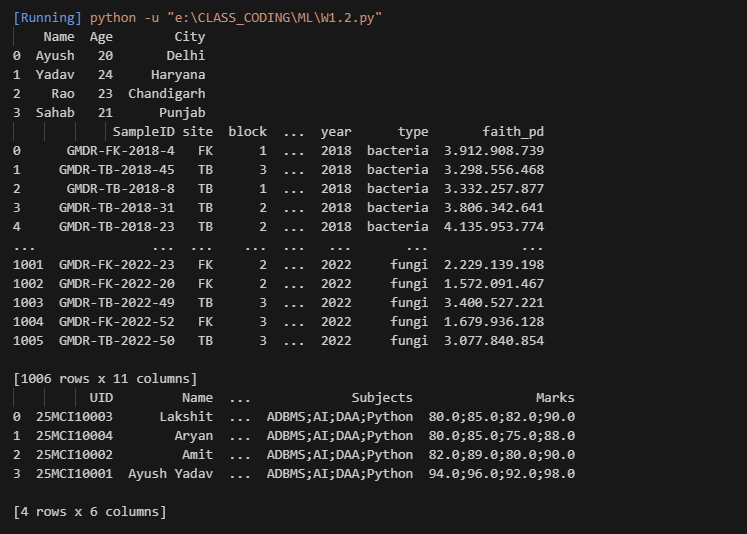 [Running] python -u "e:\CLASS_CODING\ML\W1.2.py"
    Name  Age        City
0  Ayush   20       Delhi
1  Yadav   24     Haryana
2    Rao   23  Chandigarh
3  Sahab   21      Punjab
             SampleID site  block  ...  year      type       faith_pd
0      GMDR-FK-2018-4   FK      1  ...  2018  bacteria  3.912.908.739
1     GMDR-TB-2018-45   TB      3  ...  2018  bacteria  3.298.556.468
2      GMDR-TB-2018-8   TB      1  ...  2018  bacteria  3.332.257.877
3     GMDR-TB-2018-31   TB      2  ...  2018  bacteria  3.806.342.641
4     GMDR-TB-2018-23   TB      2  ...  2018  bacteria  4.135.953.774
...               ...  ...    ...  ...   ...       ...            ...
1001  GMDR-FK-2022-23   FK      2  ...  2022     fungi  2.229.139.198
1002  GMDR-FK-2022-20   FK      2  ...  2022     fungi  1.572.091.467
1003  GMDR-TB-2022-49   TB      3  ...  2022     fungi  3.400.527.221
1004  GMDR-FK-2022-52   FK      3  ...  2022     fungi  1.679.936.128
1005  GMDR-TB-2022-50   TB      3  ...  2022     fungi  3.077.840.854
[1006 rows x 11 columns]
          UID         Name  ...             Subjects                Marks
0  25MCI10003      Lakshit  ...  ADBMS;AI;DAA;Python  80.0;85.0;82.0;90.0
1  25MCI10004        Aryan  ...  ADBMS;AI;DAA;Python  80.0;85.0;75.0;88.0
2  25MCI10002         Amit  ...  ADBMS;AI;DAA;Python  82.0;89.0;80.0;90.0
3  25MCI10001  Ayush Yadav  ...  ADBMS;AI;DAA;Python  94.0;96.0;92.0;98.0
[4 rows x 6 columns]